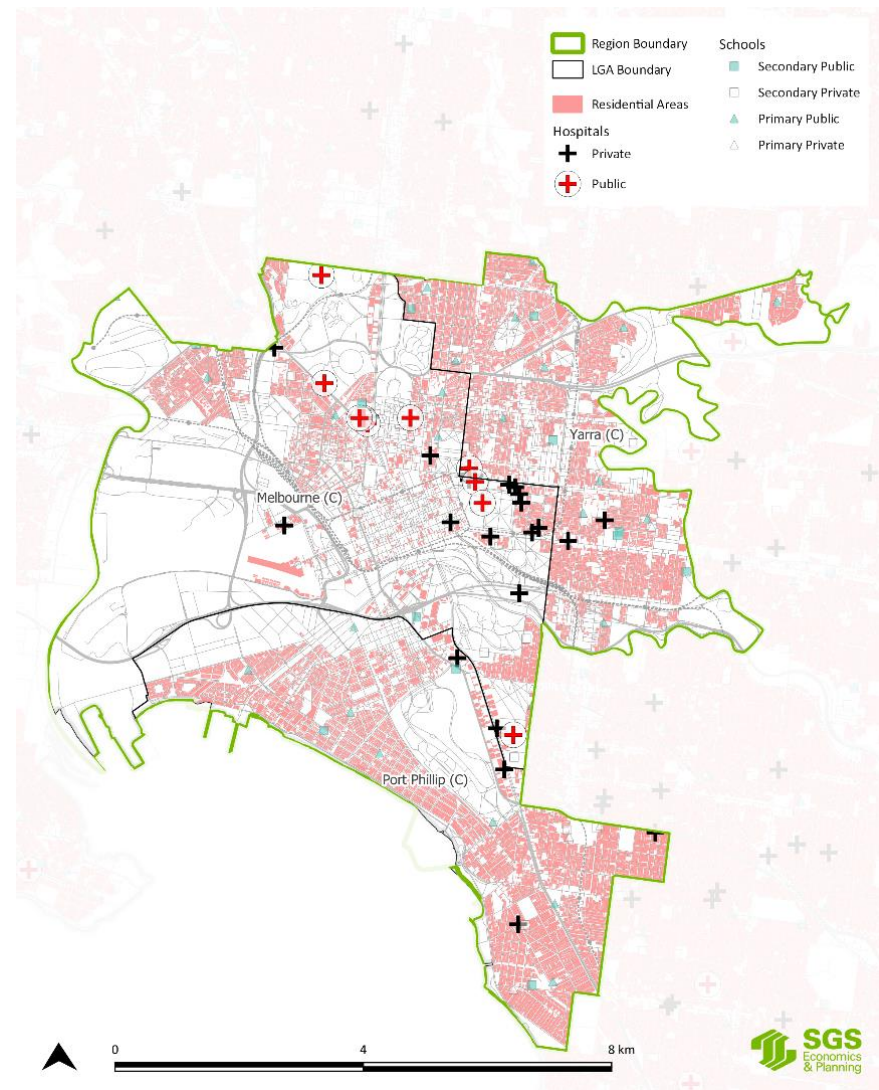 Region Boundary
LGA Boundary
Residential Areas
Hospitals
Private
Public
Schools
Secondary Public
Secondary Private
Primary Public
Primary Private
Yarra (C)
Melbourne (C)
Port Phillip (C)
0 4 8 km
SGS
Economics
& Planning